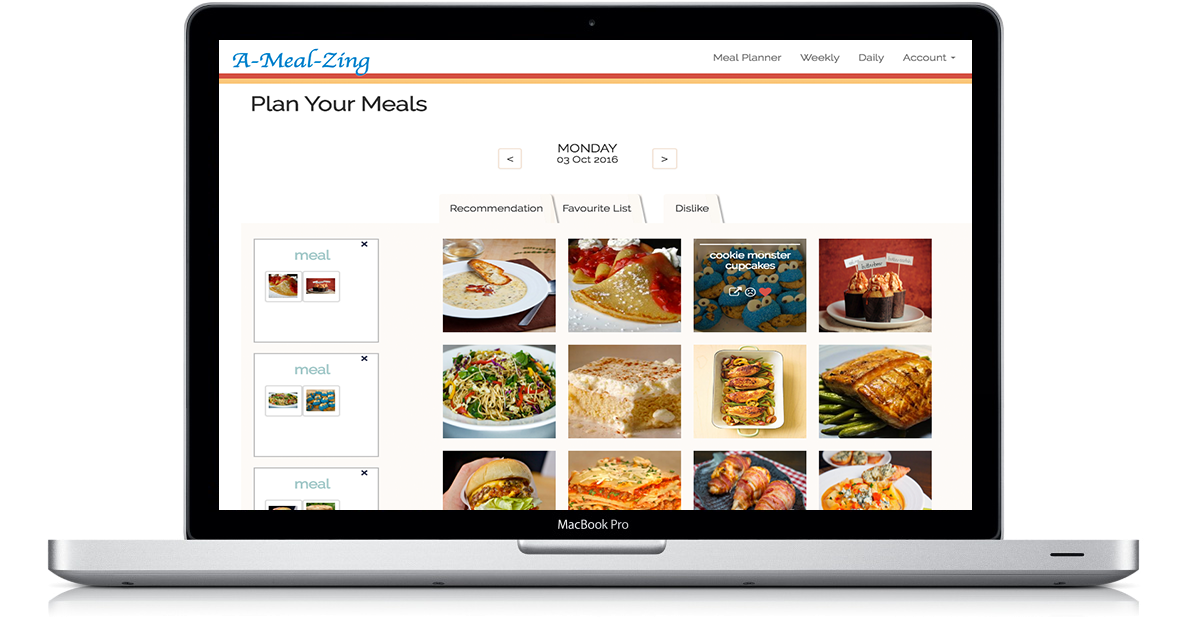 A-Meal-Zing
Meal Planner Weekly Daily Account
Plan Your Meals
MONDAY
< 03 Oct 2016 >
Recommendation Favourite List Dislike
meal
cookie monster
cupcakes
meal
meal
MacBook Pro